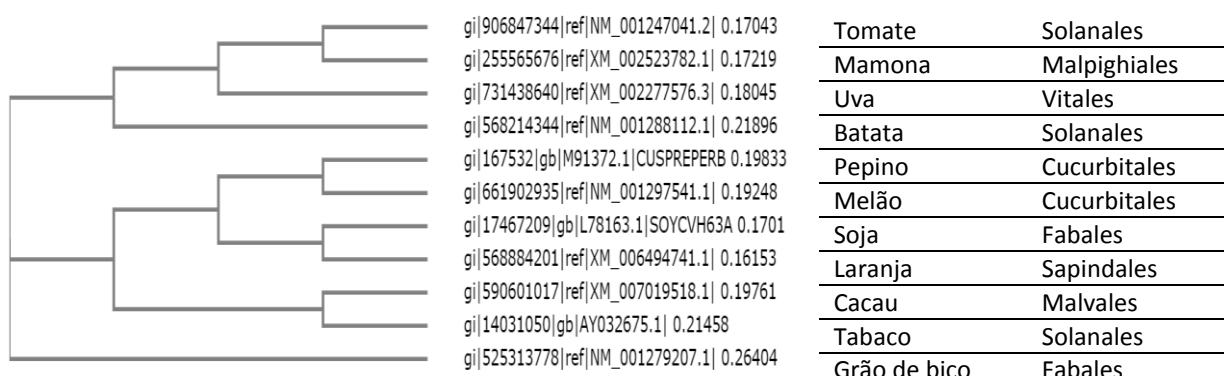 gi|906847344|ref|NM_001247041.2| 0.17043 Tomate Solanales
gi|255565676|ref|XM_002523782.1| 0.17219 Mamona Malpighiales
gi|731438640|ref|XM_002277576.3| 0.18045 Uva Vitales
gi|568214344|ref|NM_001288112.1| 0.21896 Batata Solanales
gi|167532|gb|M91372.1|CUSPREPERB 0.19833 Pepino Cucurbitales
gi|661902935|ref|NM_001297541.1| 0.19248 Melão Cucurbitales
gi|17467209|gb|L78163.1|SOYCVH63A 0.1701 Soja Fabales
gi|568884201|ref|XM_006494741.1| 0.16153 Laranja Sapindales
gi|590601017|ref|XM_007019518.1| 0.19761 Cacau Malvales
gi|14031050|gb|AY032675.1| 0.21458 Tabaco Solanales
gi|525313778|ref|NM_001279207.1| 0.26404 Grão de bico Fabales